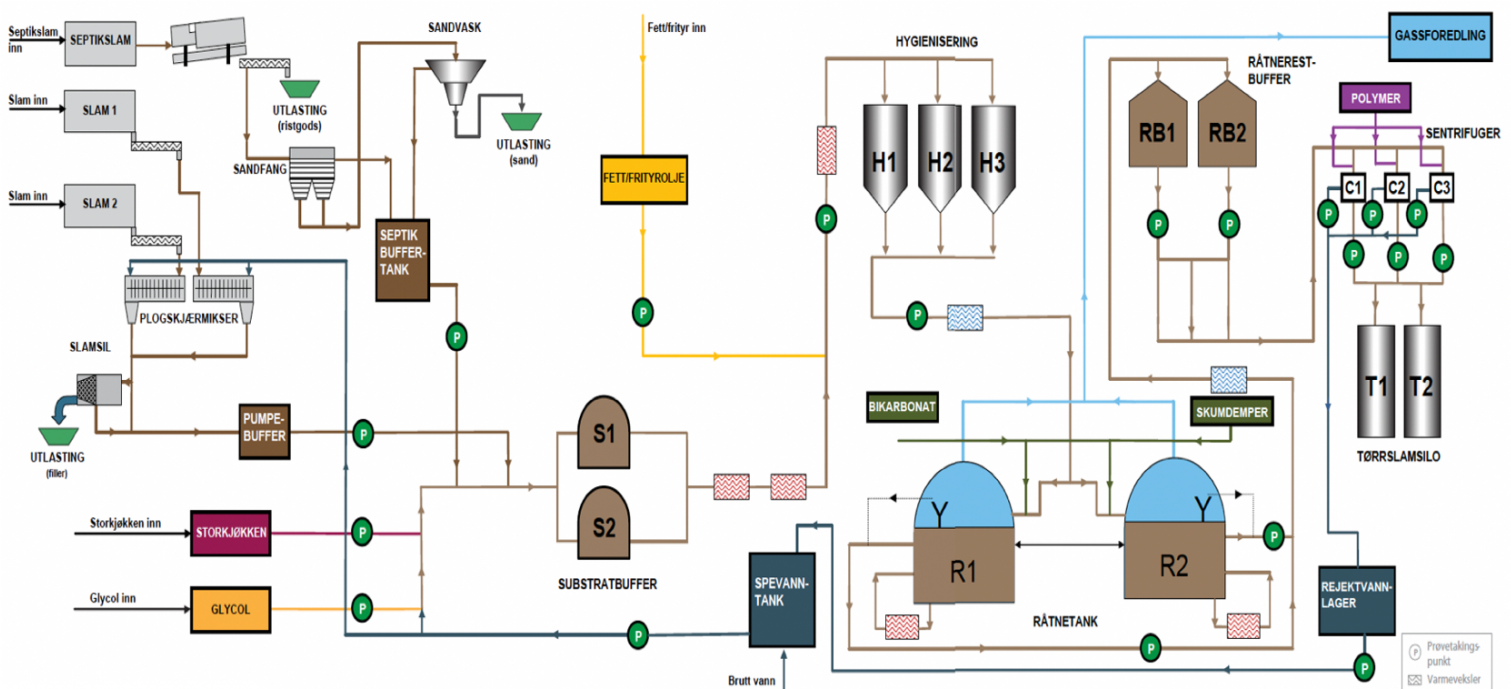 Septikslam
inn
SEPTIKSLAM
UTLASTING
(ristgods)
Slam inn
SLAM 1
Slam inn
SLAM 2
SANDFANG
SANDVASK
UTLASTING
(sand)
SEPTIK
BUFFER-
TANK
P
PLOGSKJÆRMIKSER
SLAMSIL
UTLASTING
(filler)
PUMPE-
BUFFER
P
Storkjøkken inn
STORKJØKKEN
P
Glycol inn
GLYCOL
P
Fett/frityr inn
FETT/FRITYROLJE
P
S1
S2
SUBSTRATBUFFER
P
HYGIENISERING
H1
H2
H3
P
P
BIKARBONAT
SKUMDEMPER
Y
R1
Y
R2
P
RÅTNETANK
P
SPEVANN-
TANK
Brutt vann
GASSFOREDLING
RÅTNEREST-
BUFFER
RB1
RB2
P
P
POLYMER
SENTRIFUGER
C1
C2
C3
P
P
P
P
P
P
T1
T2
TØRRSLAMSILO
REJEKTVANN-
LAGER
P
P
Prøvetakings-
punkt
Varmeveksler